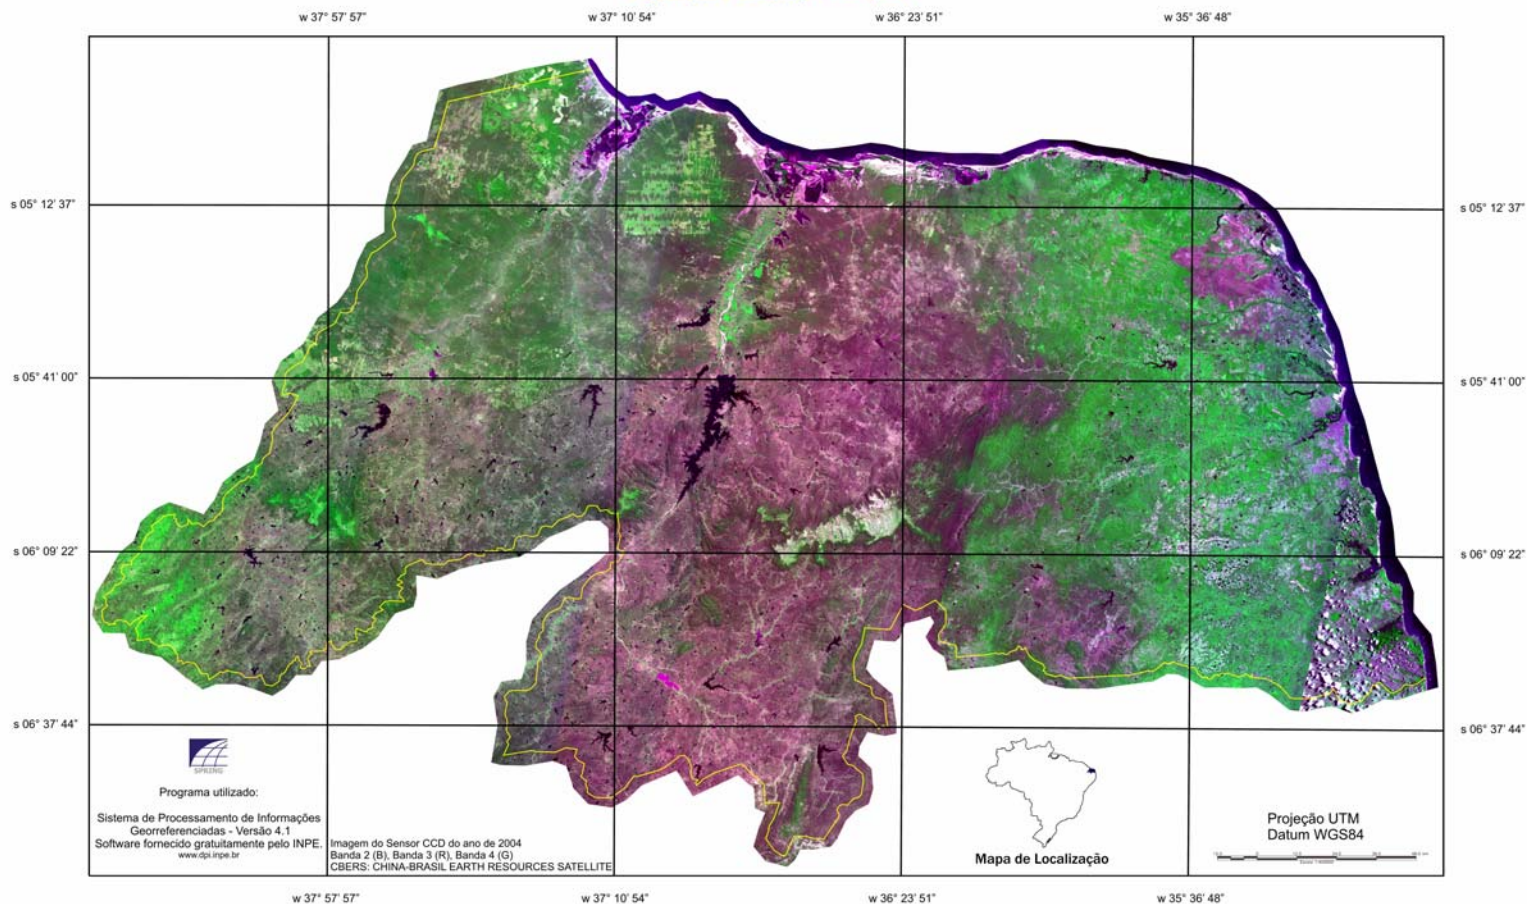 w 37° 57' 57"
w 37° 10' 54"
w 36° 23' 51"
w 35° 36' 48"
s 05° 12' 37"
s 05° 12' 37"
s 05° 41' 00"
s 05° 41' 00"
s 06° 09' 22"
s 06° 09' 22"
s 06° 37' 44"
s 06° 37' 44"
SPRING
Programa utilizado:
Sistema de Processamento de Informações
Georreferenciadas - Versão 4.1
Software fornecido gratuitamente pelo INPE.
www.dpi.inpe.br
Imagem do Sensor CCD do ano de 2004
Banda 2 (B), Banda 3 (R), Banda 4 (G)
CBERS: CHINA-BRASIL EARTH RESOURCES SATELLITE
Mapa de Localização
Projeção UTM
Datum WGS84
w 37° 57' 57"
w 37° 10' 54"
w 36° 23' 51"
w 35° 36' 48"